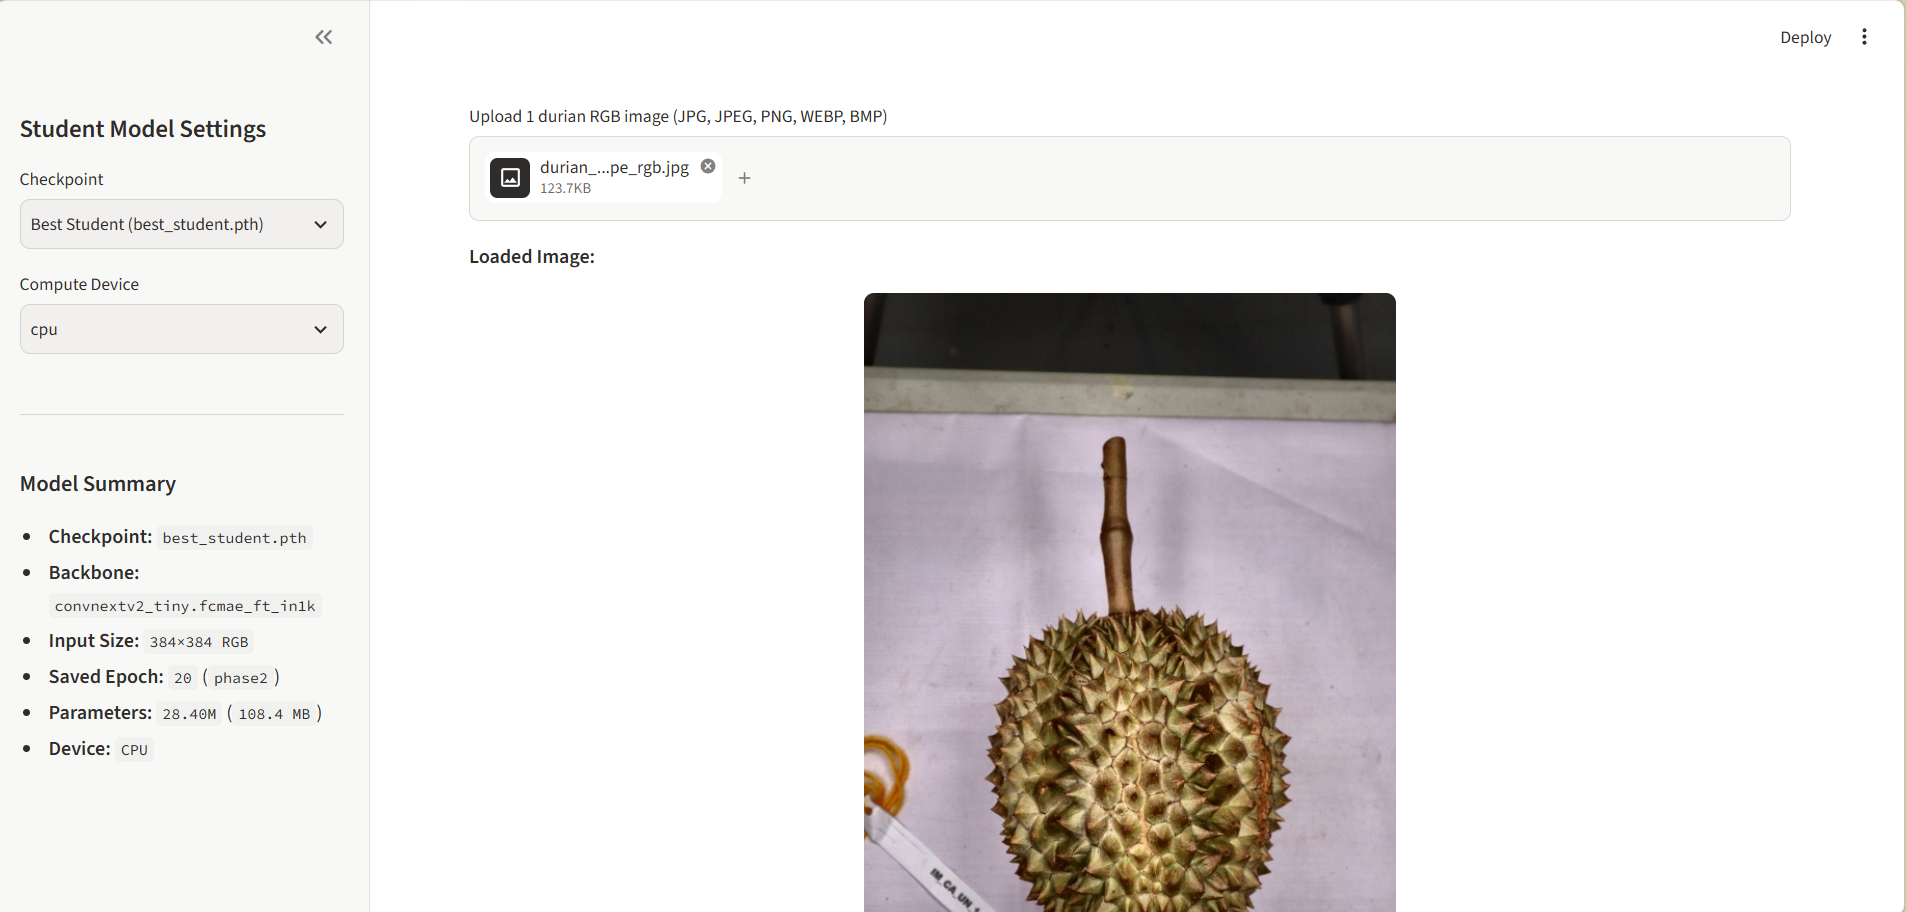 Deploy
Student Model Settings
Checkpoint
Best Student (best_student.pth)
Compute Device
cpu
Model Summary
Checkpoint: best_student.pth
Backbone:
convnextv2_tiny.fcmae_ft_in1k
Input Size: 384×384 RGB
Saved Epoch: 20 ( phase2 )
Parameters: 28.40M ( 108.4 MB )
Device: CPU
Upload 1 durian RGB image (JPG, JPEG, PNG, WEBP, BMP)
durian_...pe_rgb.jpg
123.7KB
Loaded Image:
IM_CA_UN_